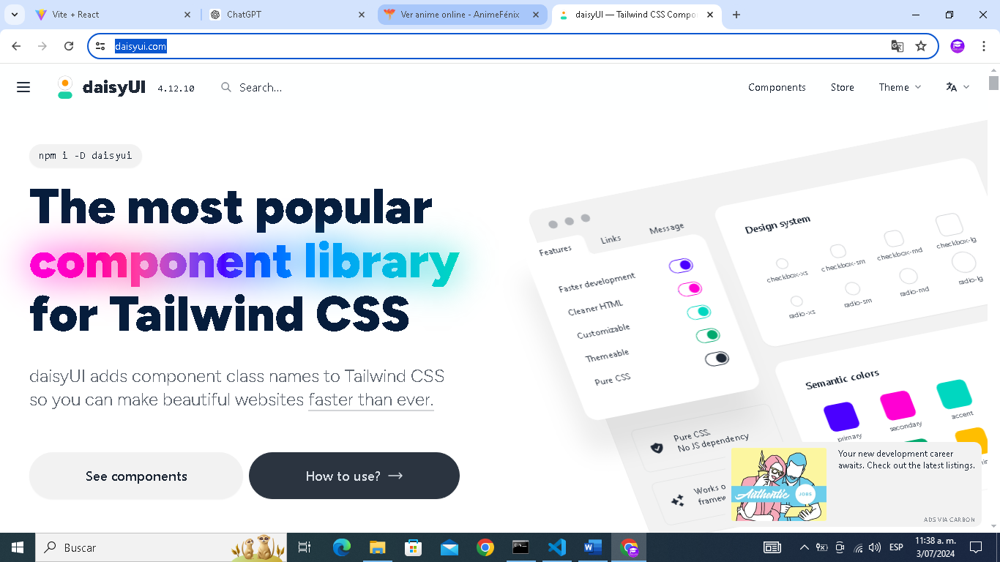 Vite + React
ChatGPT
Ver anime online - AnimeFénix
daisyUI — Tailwind CSS Compo
daisyui.com
daisyUI 4.12.10
Search...
Components
Store
Theme
npm i -D daisyui
The most popular
component library
for Tailwind CSS
daisyUI adds component class names to Tailwind CSS
so you can make beautiful websites faster than ever.
See components
How to use? →
Features
Links
Message
Faster development
Cleaner HTML
Customizable
Themeable
Pure CSS
Design system
checkbox-xs
checkbox-sm
checkbox-md
checkbox-lg
radio-xs
radio-sm
radio-md
radio-lg
Semantic colors
primary
secondary
accent
Pure CSS.
No JS dependency
Works o
framew
Authentic JOBS
Your new development career
awaits. Check out the latest listings.
ADS VIA CARBON
Buscar
ESP
11:38 a. m.
3/07/2024